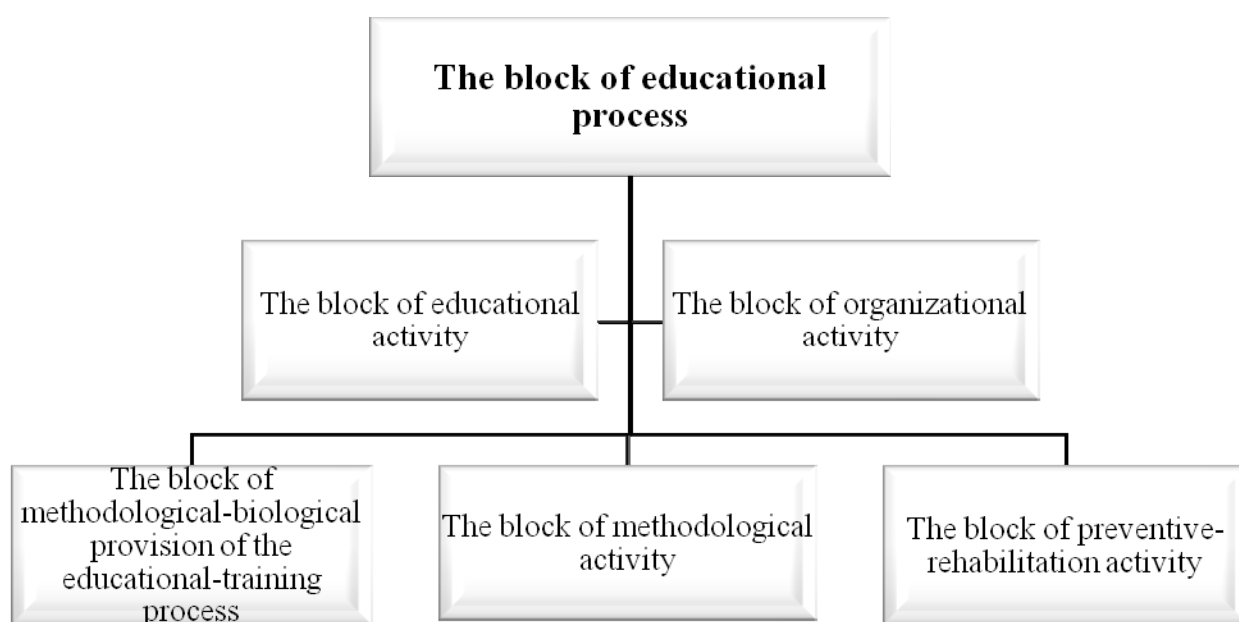 The block of educational
process
The block of educational
activity
The block of organizational
activity
The block of
methodological-biological
provision of the
educational-training
process
The block of methodological
activity
The block of preventive-
rehabilitation activity